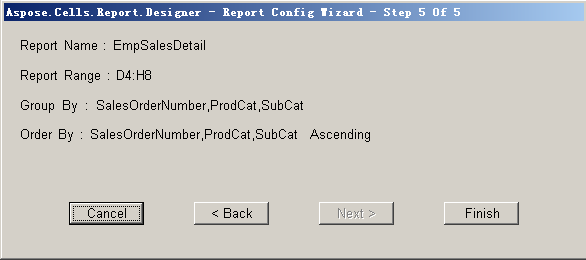 Aspose.Cells.Report.Designer - Report Config Wizard - Step 5 Of 5
Report Name : EmpSalesDetail
Report Range : D4:H8
Group By : SalesOrderNumber,ProdCat,SubCat
Order By : SalesOrderNumber,ProdCat,SubCat Ascending
Cancel < Back Next > Finish